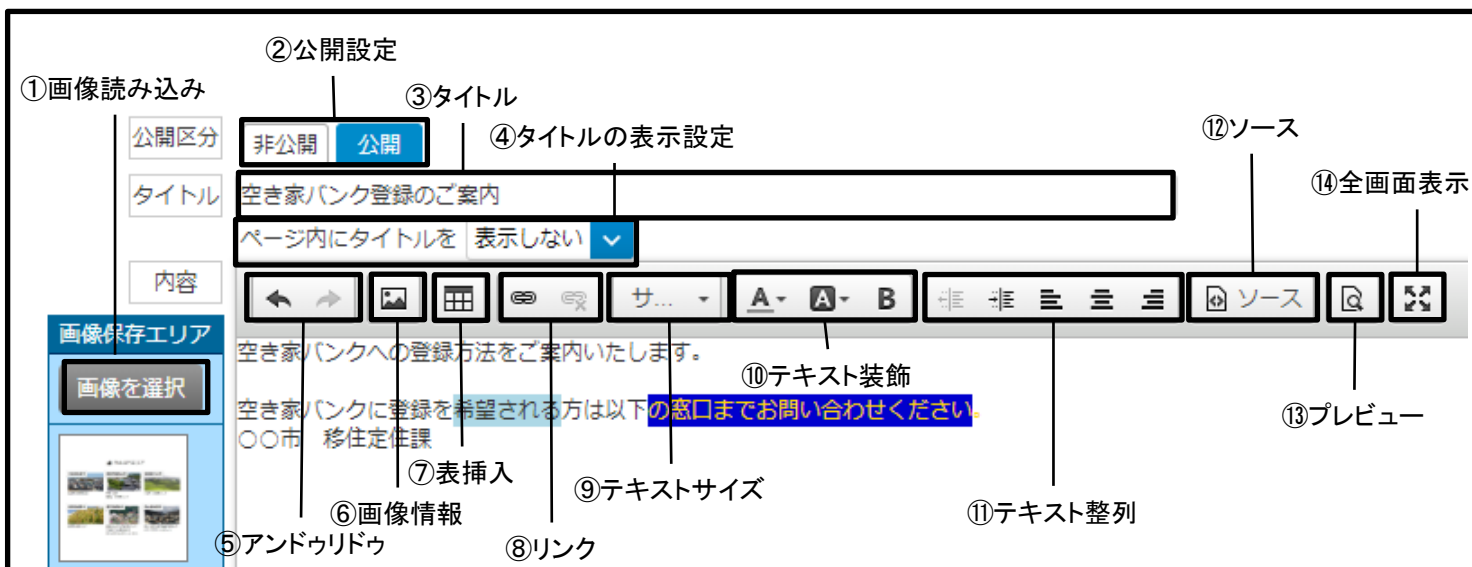 ②公開設定
①画像読み込み
③タイトル
公開区分
非公開 公開
④タイトルの表示設定
⑫ソース
タイトル
空き家バンク登録のご案内
⑭全画面表示
ページ内にタイトルを 表示しない
内容
サ...
A A B
ソース
画像保存エリア
空き家バンクへの登録方法をご案内いたします。
画像を選択
⑩テキスト装飾
空き家バンクに登録を希望される方は以下の窓口までお問い合わせください。
⑬プレビュー
○○市 移住定住課
⑦表挿入
⑨テキストサイズ
⑥画像情報
⑪テキスト整列
⑤アンドゥリドゥ
⑧リンク